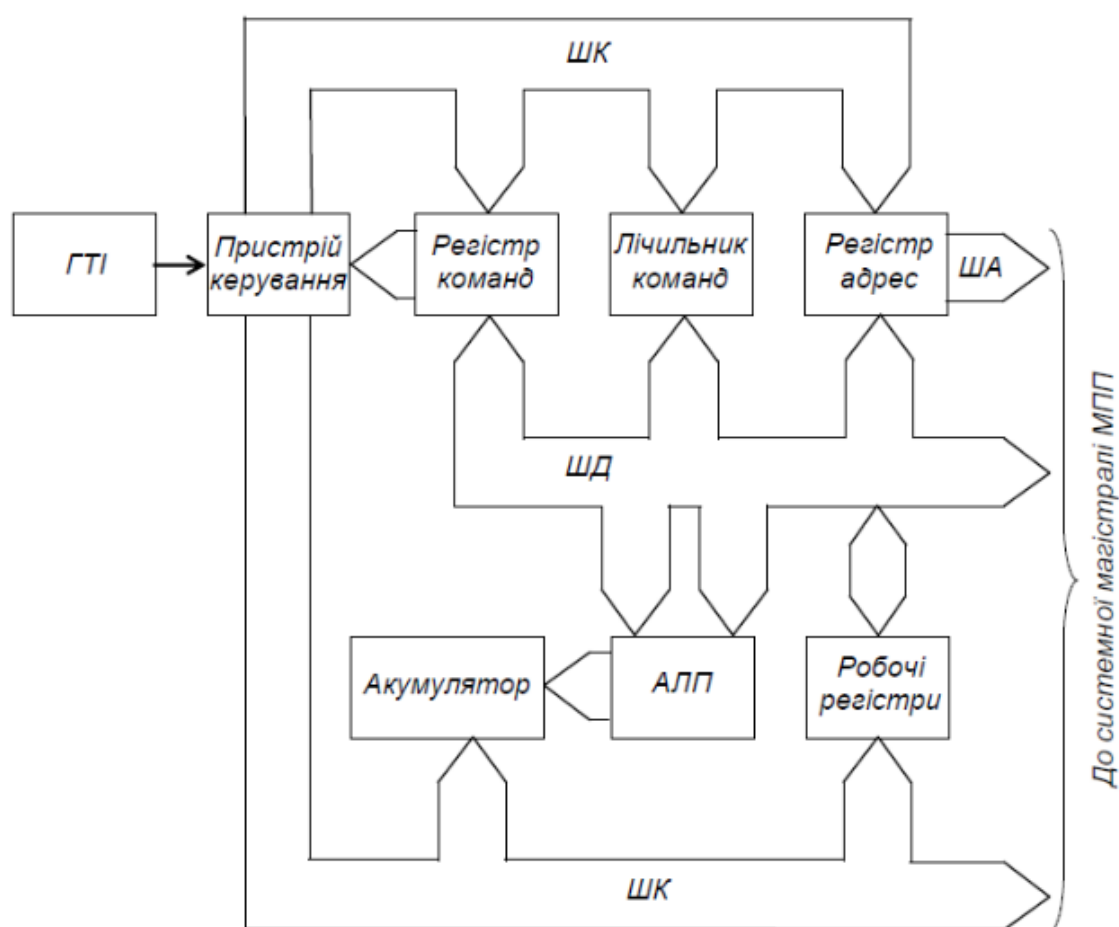 ШК
ГТІ
Пристрій
керування
Регістр
команд
Лічильник
команд
Регістр
адрес
ША
ШД
Акумулятор
АЛП
Робочі
регістри
ШК
До системної магістралі МПП